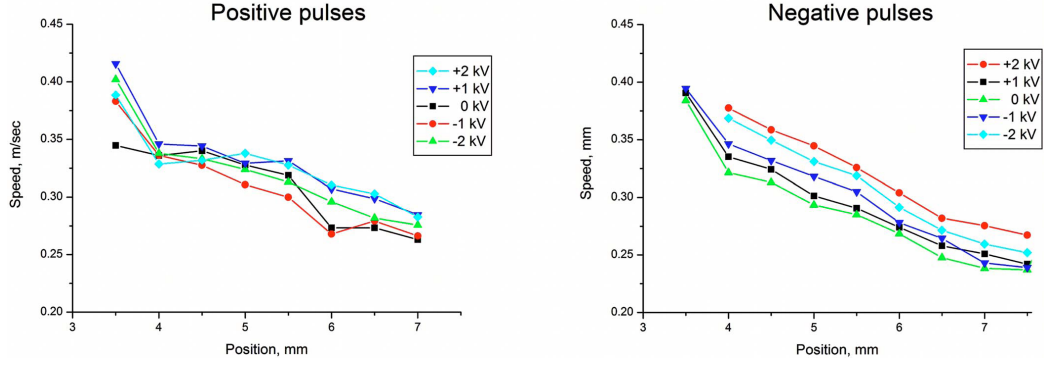 Positive pulses
0.45
0.40
0.35
0.30
0.25
0.20
Speed, m/sec
3 4 5 6 7
Position, mm
+2 kV
+1 kV
0 kV
-1 kV
-2 kV
Negative pulses
0.45
0.40
0.35
0.30
0.25
0.20
Speed, mm
3 4 5 6 7
Position, mm
+2 kV
+1 kV
0 kV
-1 kV
-2 kV